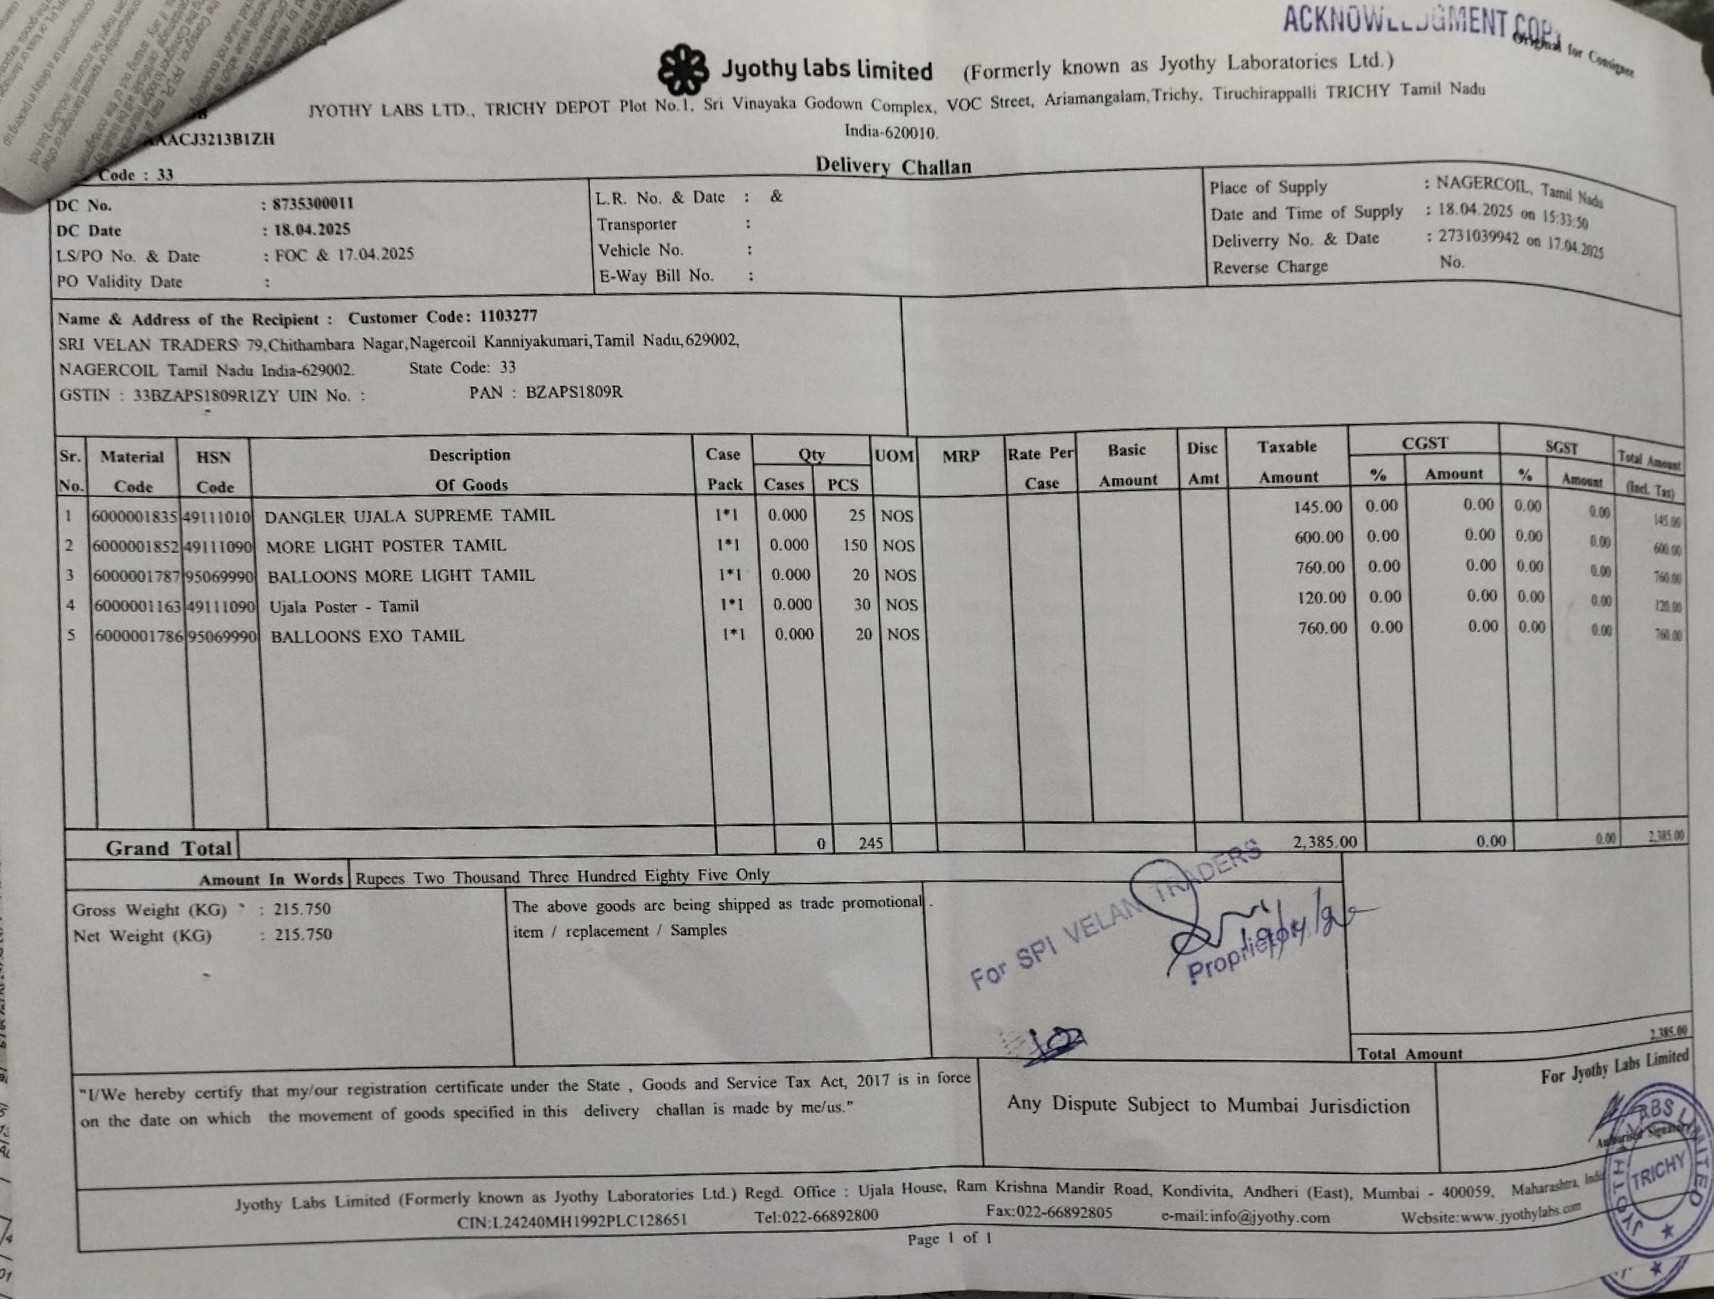 ACKNOWLEDGMENT COPY
Original for Consignee
Jyothy labs limited (Formerly known as Jyothy Laboratories Ltd.)
JYOTHY LABS LTD., TRICHY DEPOT Plot No.1, Sri Vinayaka Godown Complex, VOC Street, Ariamangalam,Trichy, Tiruchirappalli TRICHY Tamil Nadu
India-620010.
AACJ3213B1ZH
Delivery Challan
Code : 33
DC No. : 8735300011
DC Date : 18.04.2025
LS/PO No. & Date : FOC & 17.04.2025
PO Validity Date :
L.R. No. & Date : &
Transporter :
Vehicle No. :
E-Way Bill No. :
Place of Supply : NAGERCOIL, Tamil Nadu
Date and Time of Supply : 18.04.2025 on 15:33:50
Deliverry No. & Date : 2731039942 on 17.04.2025
Reverse Charge No.
Name & Address of the Recipient : Customer Code: 1103277
SRI VELAN TRADERS 79,Chithambara Nagar,Nagercoil Kanniyakumari,Tamil Nadu,629002,
NAGERCOIL Tamil Nadu India-629002. State Code: 33
GSTIN : 33BZAPS1809R1ZY UIN No. : PAN : BZAPS1809R
Sr. Material HSN Description Case Qty UOM MRP Rate Per Basic Disc Taxable CGST SGST Total Amount
No. Code Code Of Goods Pack Cases PCS Case Amount Amt Amount % Amount % Amount (Incl. Tax)
1 6000001835 49111010 DANGLER UJALA SUPREME TAMIL 1*1 0.000 25 NOS 145.00 0.00 0.00 0.00 0.00 145.00
2 6000001852 49111090 MORE LIGHT POSTER TAMIL 1*1 0.000 150 NOS 600.00 0.00 0.00 0.00 0.00 600.00
3 6000001787 95069990 BALLOONS MORE LIGHT TAMIL 1*1 0.000 20 NOS 760.00 0.00 0.00 0.00 0.00 760.00
4 6000001163 49111090 Ujala Poster - Tamil 1*1 0.000 30 NOS 120.00 0.00 0.00 0.00 0.00 120.00
5 6000001786 95069990 BALLOONS EXO TAMIL 1*1 0.000 20 NOS 760.00 0.00 0.00 0.00 0.00 760.00
Grand Total 0 245 2,385.00 0.00 0.00 2,385.00
Amount In Words Rupees Two Thousand Three Hundred Eighty Five Only
Gross Weight (KG) : 215.750
Net Weight (KG) : 215.750
The above goods are being shipped as trade promotional
item / replacement / Samples
For SRI VELAN TRADERS
Proprietor
2,385.00
Total Amount
"I/We hereby certify that my/our registration certificate under the State , Goods and Service Tax Act, 2017 is in force
on the date on which the movement of goods specified in this delivery challan is made by me/us."
Any Dispute Subject to Mumbai Jurisdiction
For Jyothy Labs Limited
Authorised Signatory
JYOTHY LABS LIMITED
TRICHY
Jyothy Labs Limited (Formerly known as Jyothy Laboratories Ltd.) Regd. Office : Ujala House, Ram Krishna Mandir Road, Kondivita, Andheri (East), Mumbai - 400059, Maharashtra, India
CIN:L24240MH1992PLC128651 Tel:022-66892800 Fax:022-66892805 e-mail:info@jyothy.com Website:www.jyothylabs.com
Page 1 of 1